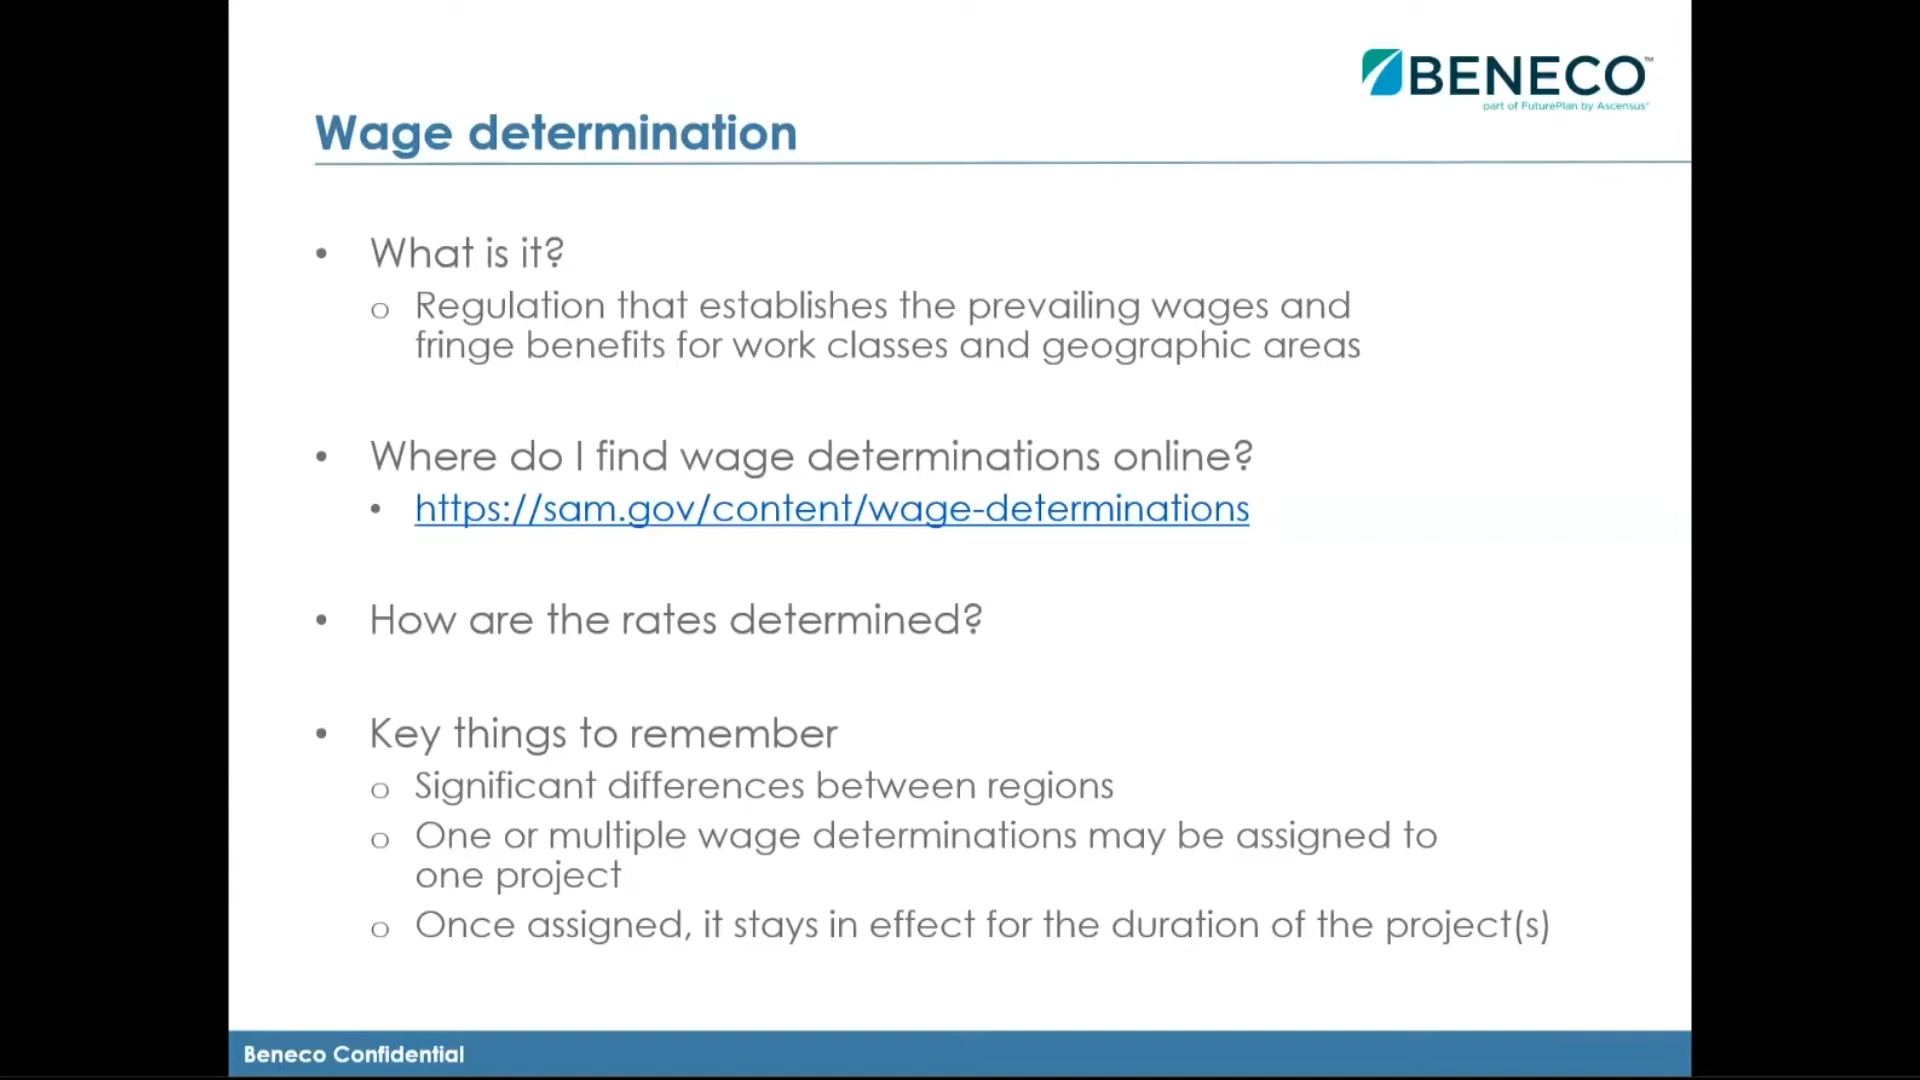 BENECO™
part of FuturePlan by Ascensus®
Wage determination
• What is it?
o Regulation that establishes the prevailing wages and
fringe benefits for work classes and geographic areas
• Where do I find wage determinations online?
• https://sam.gov/content/wage-determinations
• How are the rates determined?
• Key things to remember
o Significant differences between regions
o One or multiple wage determinations may be assigned to
one project
o Once assigned, it stays in effect for the duration of the project(s)
Beneco Confidential